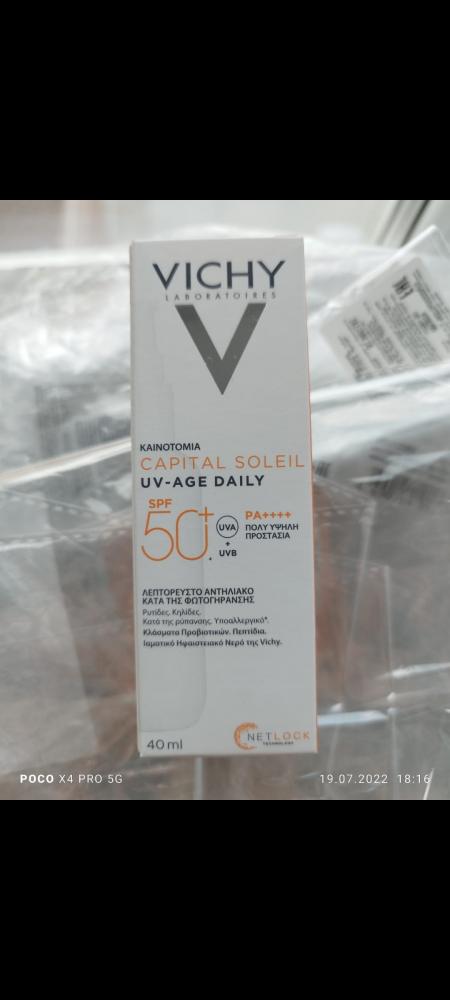 VICHY
LABORATOIRES
ΚΑΙΝΟΤΟΜΙΑ
CAPITAL SOLEIL
UV-AGE DAILY
SPF
50+
UVA
+
UVB
PA++++
ΠΟΛΥ ΥΨΗΛΗ
ΠΡΟΣΤΑΣΙΑ
ΛΕΠΤΟΡΕΥΣΤΟ ΑΝΤΗΛΙΑΚΟ
ΚΑΤΑ ΤΗΣ ΦΩΤΟΓΗΡΑΝΣΗΣ
Ρυτίδες. Κηλίδες.
Κατά της ρύπανσης. Υποαλλεργικό*.
Κλάσματα Προβιοτικών. Πεπτίδια.
Ιαματικό Ηφαιστειακό Νερό της Vichy.
40 ml
NETLOCK
TECHNOLOGY
POCO X4 PRO 5G
19.07.2022 18:16